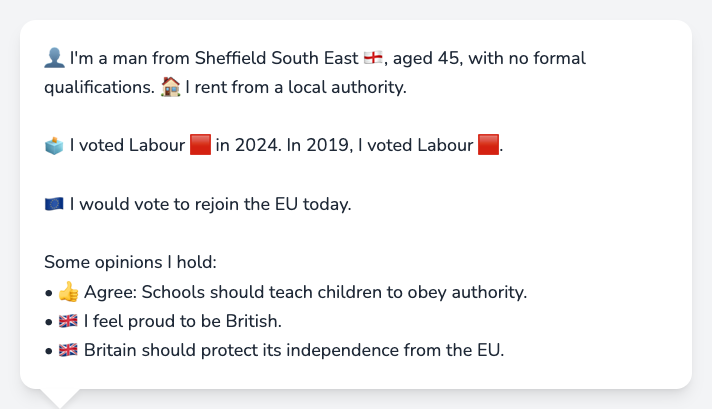 👤 I'm a man from Sheffield South East 🏴󠁧󠁢󠁥󠁮󠁧󠁿, aged 45, with no formal
qualifications. 🏠 I rent from a local authority.
🗳️ I voted Labour 🟥 in 2024. In 2019, I voted Labour 🟥.
🇪🇺 I would vote to rejoin the EU today.
Some opinions I hold:
• 👍 Agree: Schools should teach children to obey authority.
• 🇬🇧 I feel proud to be British.
• 🇬🇧 Britain should protect its independence from the EU.